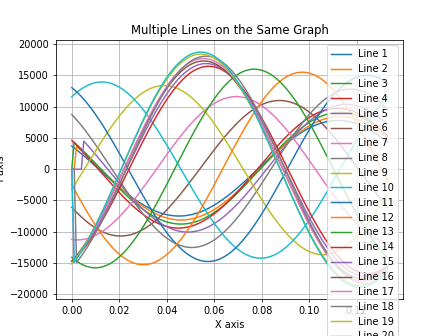 Multiple Lines on the Same Graph
20000
15000
10000
5000
0
−5000
−10000
−15000
−20000
0.00
0.02
0.04
0.06
0.08
0.10
X axis
Line 1
Line 2
Line 3
Line 4
Line 5
Line 6
Line 7
Line 8
Line 9
Line 10
Line 11
Line 12
Line 13
Line 14
Line 15
Line 16
Line 17
Line 18
Line 19
Line 20